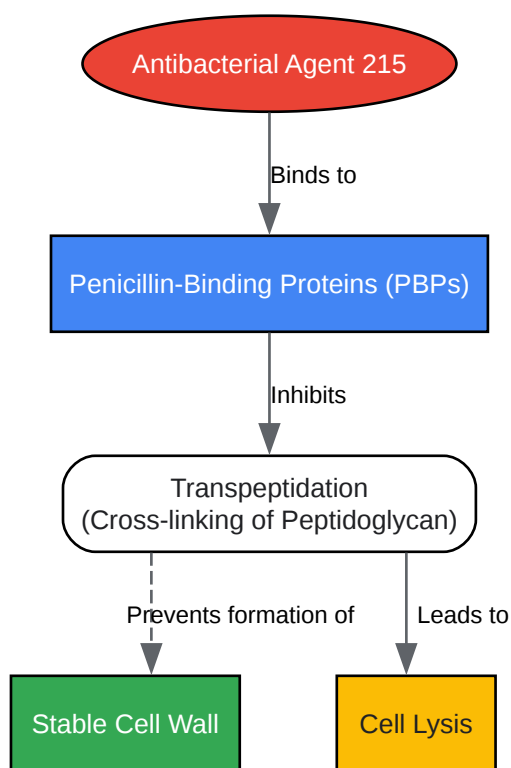 Antibacterial Agent 215
Binds to
Penicillin-Binding Proteins (PBPs)
Inhibits
Transpeptidation
(Cross-linking of Peptidoglycan)
Prevents formation of
Leads to
Stable Cell Wall
Cell Lysis